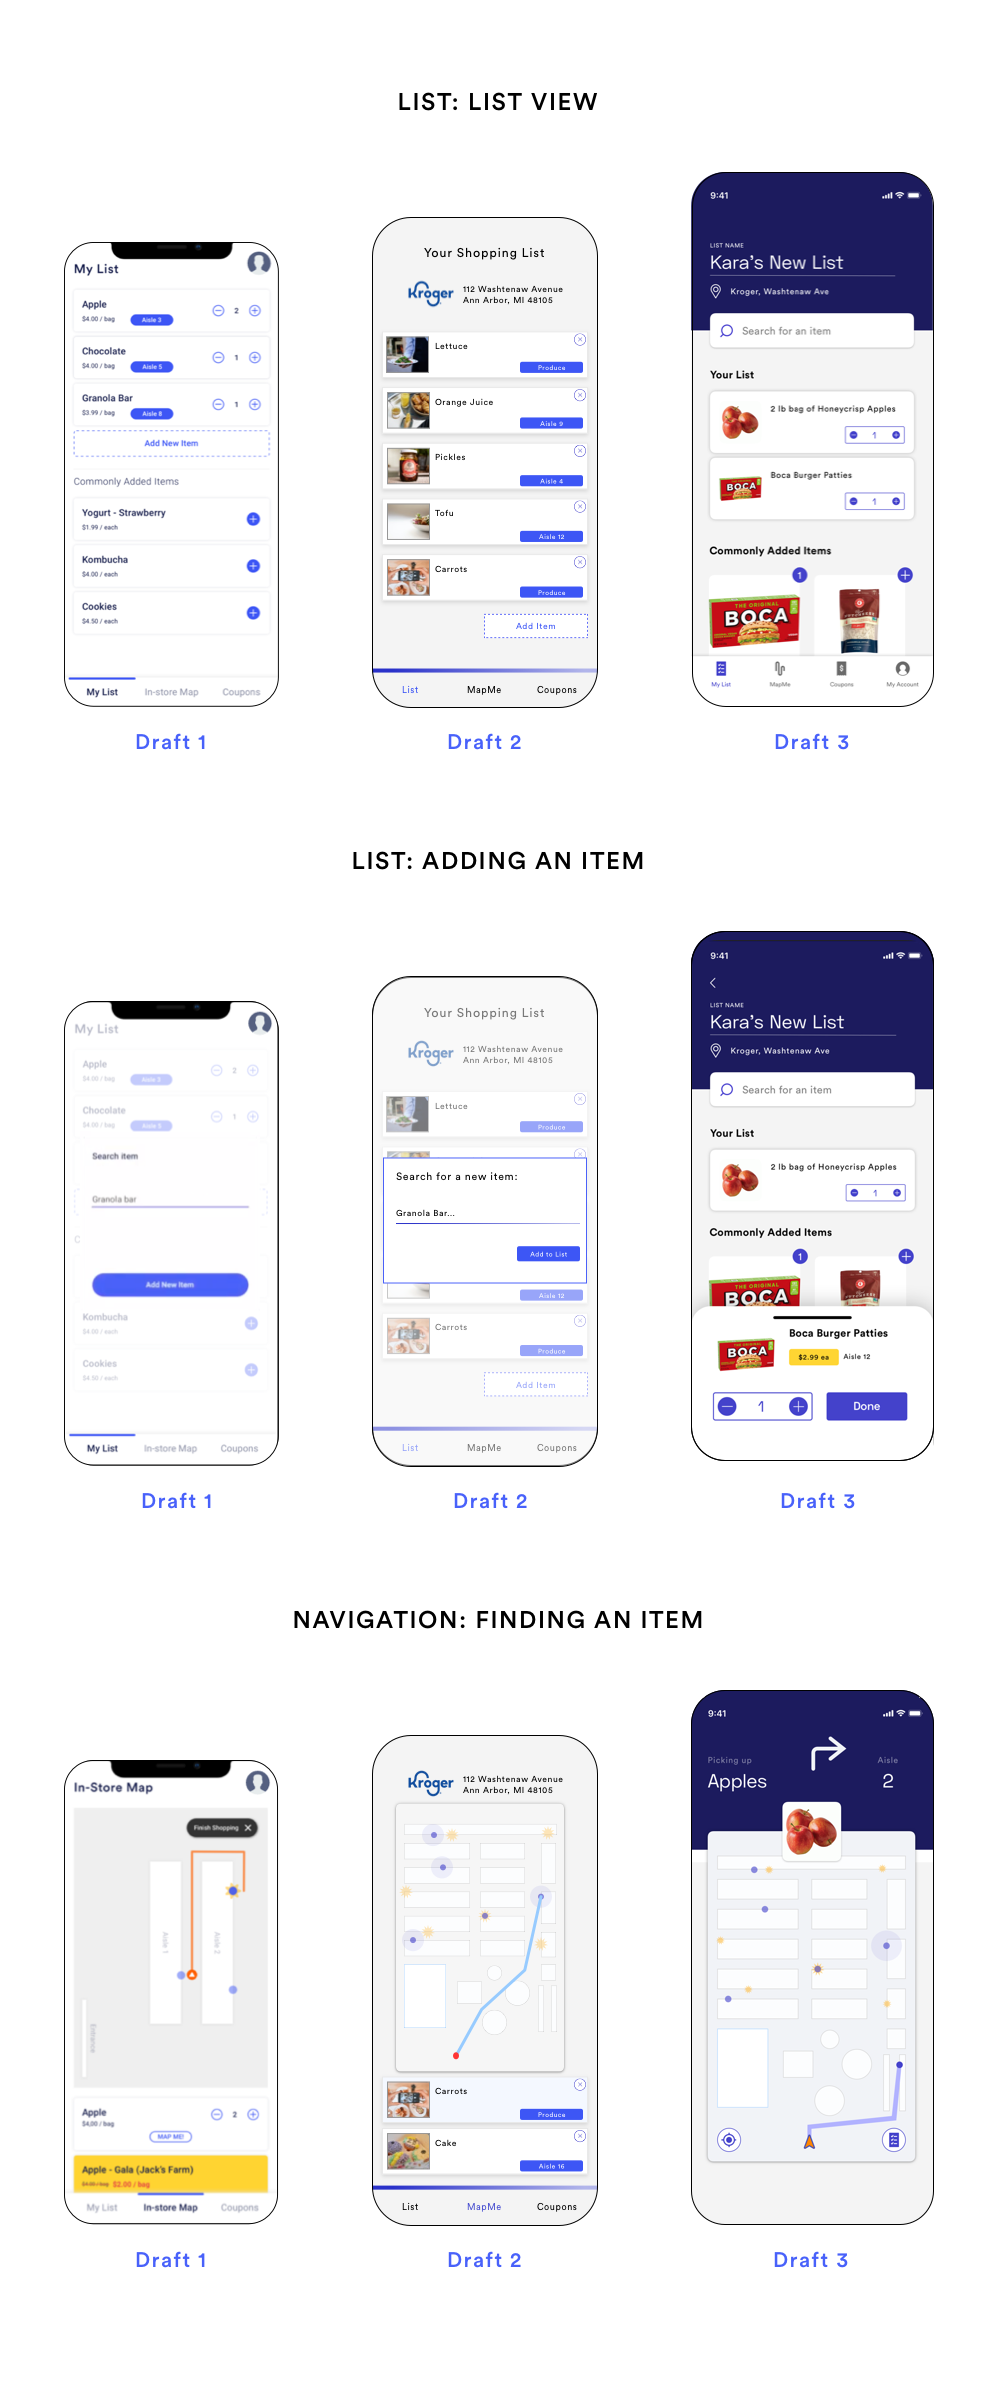 LIST: LIST VIEW
My List
Apple
$4.00 / bag
Aisle 3
2
Chocolate
$4.00 / bag
Aisle 5
1
Granola Bar
$3.99 / bag
Aisle 8
1
Add New Item
Commonly Added Items
Yogurt - Strawberry
$1.99 / each
Kombucha
$4.00 / each
Cookies
$4.50 / each
My List In-store Map Coupons
Draft 1
Your Shopping List
Kroger
112 Washtenaw Avenue
Ann Arbor, MI 48105
Lettuce
Produce
Orange Juice
Aisle 9
Pickles
Aisle 4
Tofu
Aisle 12
Carrots
Produce
Add Item
List MapMe Coupons
Draft 2
9:41
LIST NAME
Kara's New List
Kroger, Washtenaw Ave
Search for an item
Your List
2 lb bag of Honeycrisp Apples
1
BOCA
Boca Burger Patties
1
Commonly Added Items
1
THE ORIGINAL
BOCA
My List MapMe Coupons My Account
Draft 3
LIST: ADDING AN ITEM
My List
Apple
$4.00 / bag
Aisle 3
2
Chocolate
$4.00 / bag
Aisle 5
1
Search item
Granola bar
C
Add New Item
Kombucha
$4.00 / each
Cookies
$4.50 / each
My List In-store Map Coupons
Draft 1
Your Shopping List
Kroger
112 Washtenaw Avenue
Ann Arbor, MI 48105
Lettuce
Produce
Search for a new item:
Granola Bar...
Add to List
Aisle 12
Carrots
Produce
Add Item
List MapMe Coupons
Draft 2
9:41
LIST NAME
Kara's New List
Kroger, Washtenaw Ave
Search for an item
Your List
2 lb bag of Honeycrisp Apples
1
Commonly Added Items
1
THE ORIGINAL
BOCA
BOCA
Boca Burger Patties
$2.99 ea
Aisle 12
1
Done
Draft 3
NAVIGATION: FINDING AN ITEM
In-Store Map
Finish Shopping
Aisle 1
Aisle 2
Entrance
Apple
$4,00 / bag
2
MAP ME!
Apple - Gala (Jack's Farm)
$4.00 / bag $2.00 / bag
My List In-store Map Coupons
Draft 1
Kroger
112 Washtenaw Avenue
Ann Arbor, MI 48105
Carrots
Produce
Cake
Aisle 16
List MapMe Coupons
Draft 2
9:41
Picking up
Apples
Aisle
2
Draft 3